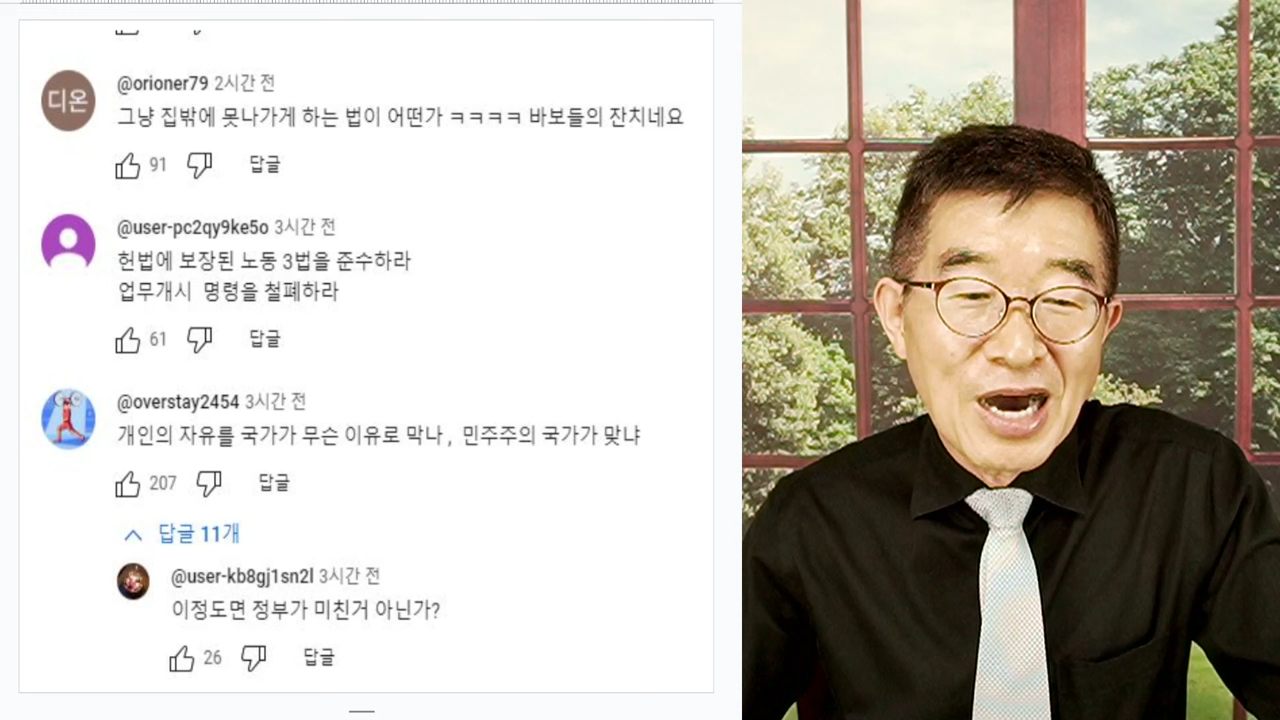 디온
@orioner79 2시간 전
그냥 집밖에 못나가게 하는 법이 어떤가 ㅋㅋㅋㅋ 바보들의 잔치네요
91 답글
@user-pc2qy9ke5o 3시간 전
헌법에 보장된 노동 3법을 준수하라
업무개시 명령을 철폐하라
61 답글
@overstay2454 3시간 전
개인의 자유를 국가가 무슨 이유로 막나 , 민주주의 국가가 맞냐
207 답글
답글 11개
@user-kb8gj1sn2l 3시간 전
이정도면 정부가 미친거 아닌가?
26 답글